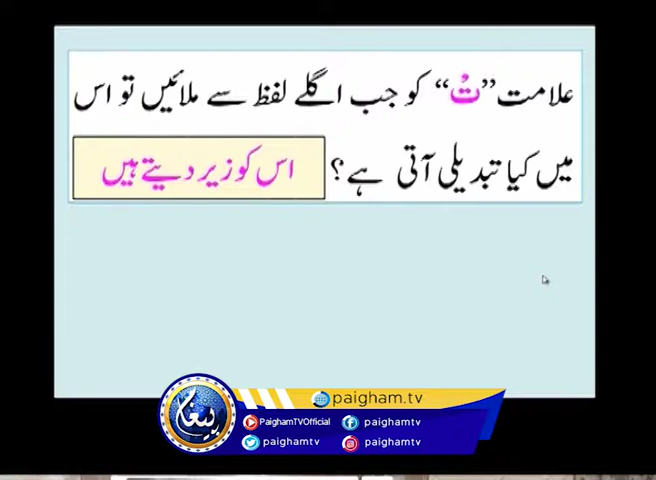 علامت ”تْ“ کو جب اگلے لفظ سے ملائیں تو اس
میں کیا تبدیلی آتی ہے؟ اس کو زیر دیتے ہیں
پیغام
paigham.tv
PaighamTVOfficial paighamtv
paighamtv paighamtv